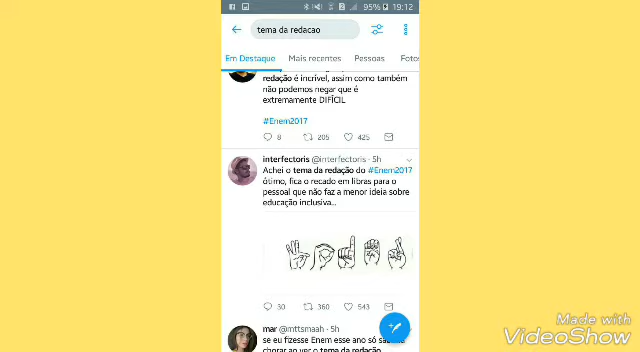 95% 19:12
tema da redacao
Em Destaque Mais recentes Pessoas Fotos
redação é incrível, assim como também
não podemos negar que é
extremamente DIFÍCIL
#Enem2017
8 205 425
interfectoris @interfectoris · 5h
Achei o tema da redação do #Enem2017
ótimo, fica o recado em libras para o
pessoal que não faz a menor ideia sobre
educação inclusiva...
30 360 543
mar @mttsmaah · 5h
se eu fizesse Enem esse ano só
chorar ao ver o tema da redação
Made with
VideoShow